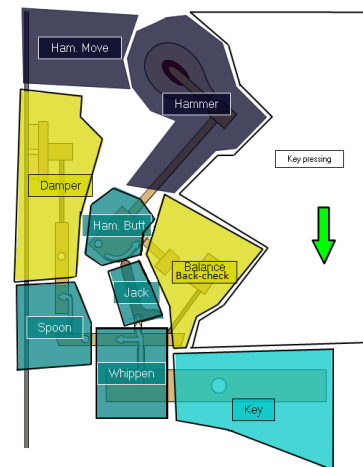 Ham. Move
Hammer
Key pressing
Damper
Ham. Butt
Balance
Back-check
Jack
Spoon
Whippen
Key